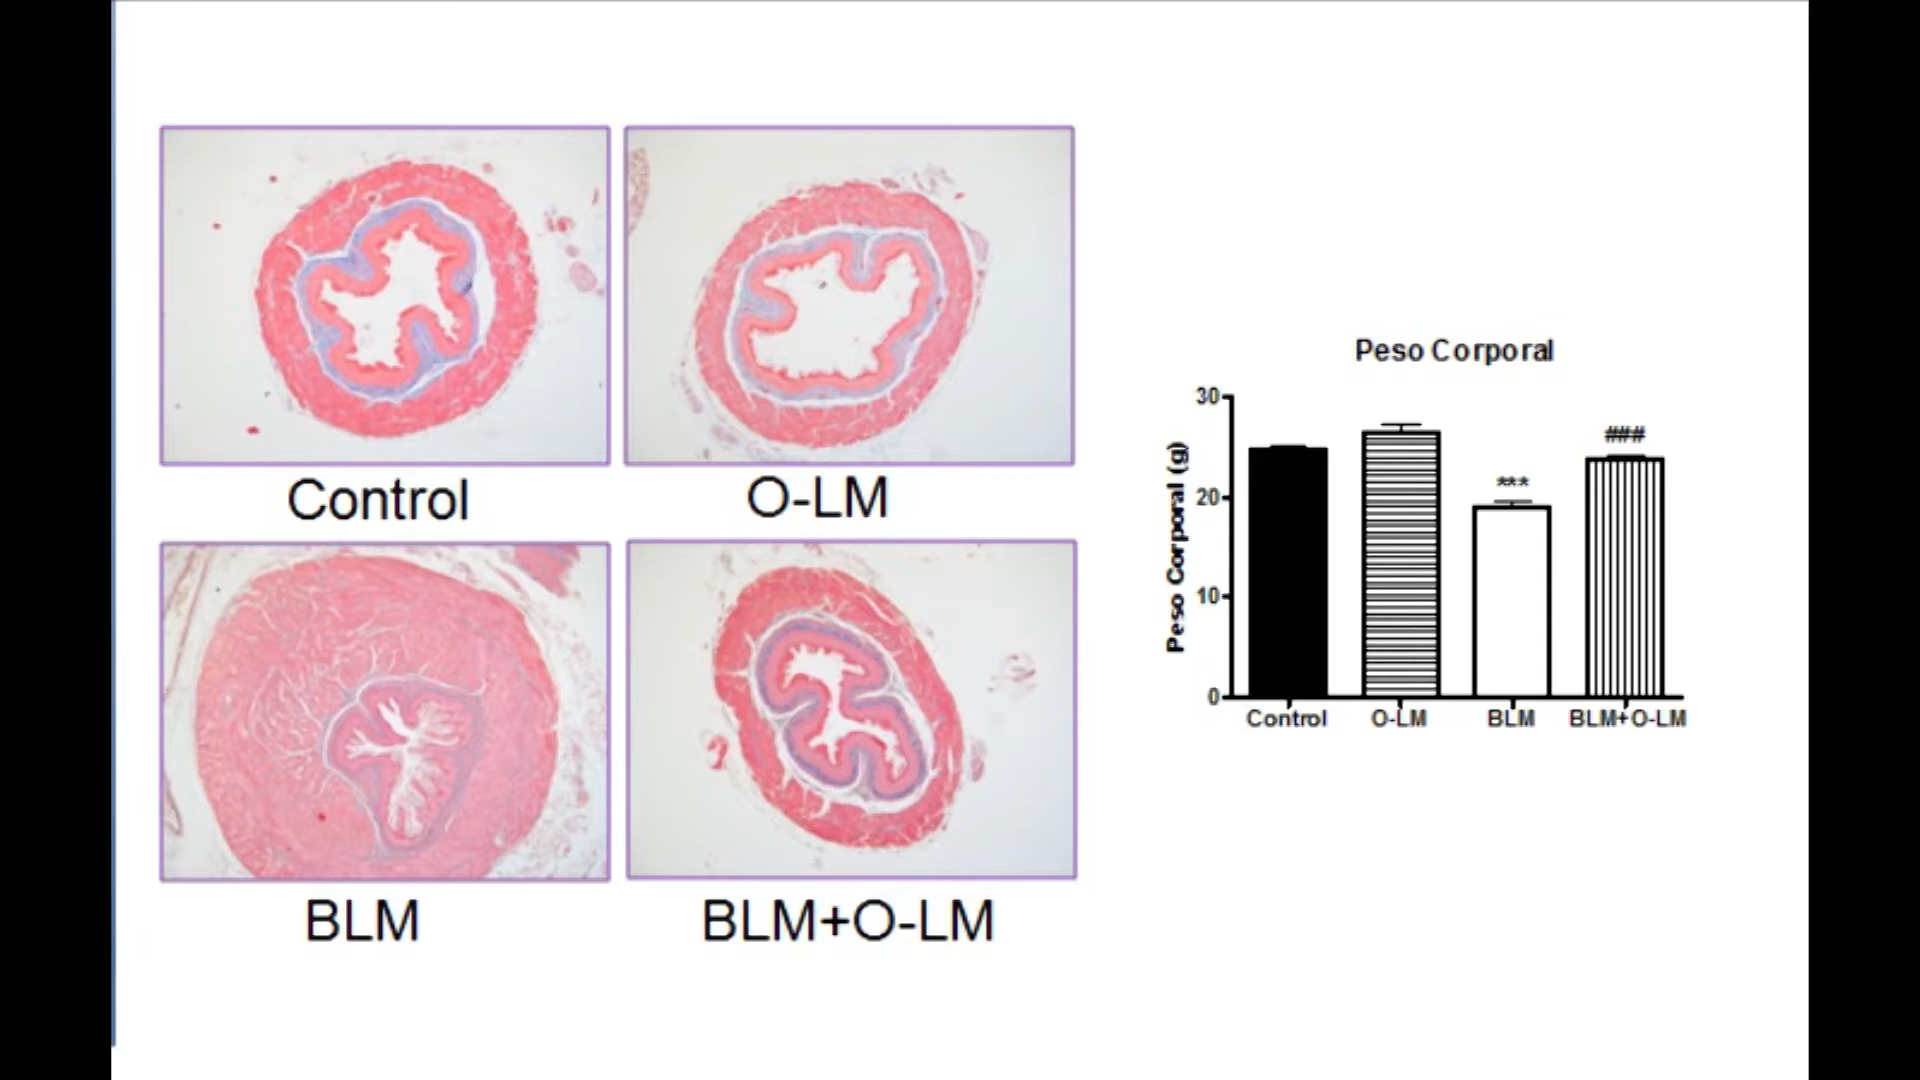 Control
O-LM
BLM
BLM+O-LM
Peso Corporal
Peso Corporal (g)
30
20
10
0
***
###
Control
O-LM
BLM
BLM+O-LM